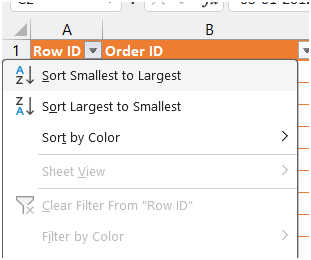 A B
1 Row ID Order ID
Sort Smallest to Largest
Sort Largest to Smallest
Sort by Color
Sheet View
Clear Filter From "Row ID"
Filter by Color